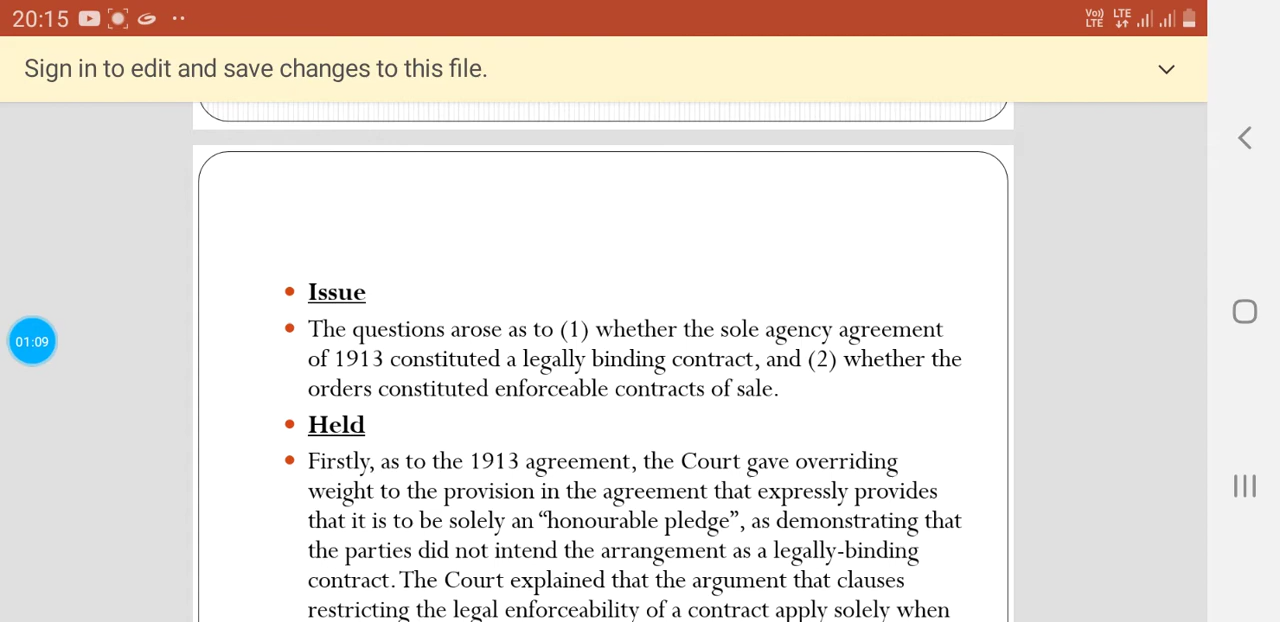 20:15
Vo)) LTE LTE
Sign in to edit and save changes to this file.
Issue
The questions arose as to (1) whether the sole agency agreement
of 1913 constituted a legally binding contract, and (2) whether the
orders constituted enforceable contracts of sale.
01:09
Held
Firstly, as to the 1913 agreement, the Court gave overriding
weight to the provision in the agreement that expressly provides
that it is to be solely an “honourable pledge”, as demonstrating that
the parties did not intend the arrangement as a legally-binding
contract. The Court explained that the argument that clauses
restricting the legal enforceability of a contract apply solely when